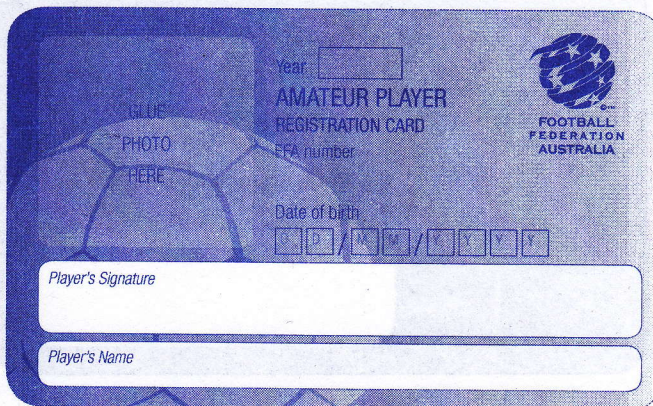 GLUE
PHOTO
HERE
Year
AMATEUR PLAYER
REGISTRATION CARD
FFA number
Date of birth
D D / M M / Y Y Y Y
FOOTBALL
FEDERATION
AUSTRALIA
Player's Signature
Player's Name